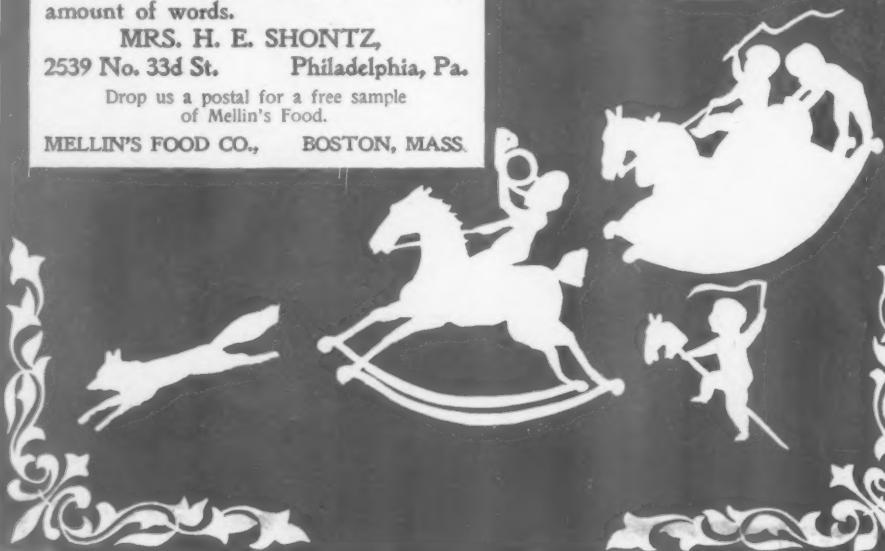 amount of words.
MRS. H. E. SHONTZ,
2539 No. 33d St. Philadelphia, Pa.
Drop us a postal for a free sample
of Mellin's Food.
MELLIN'S FOOD CO., BOSTON, MASS.